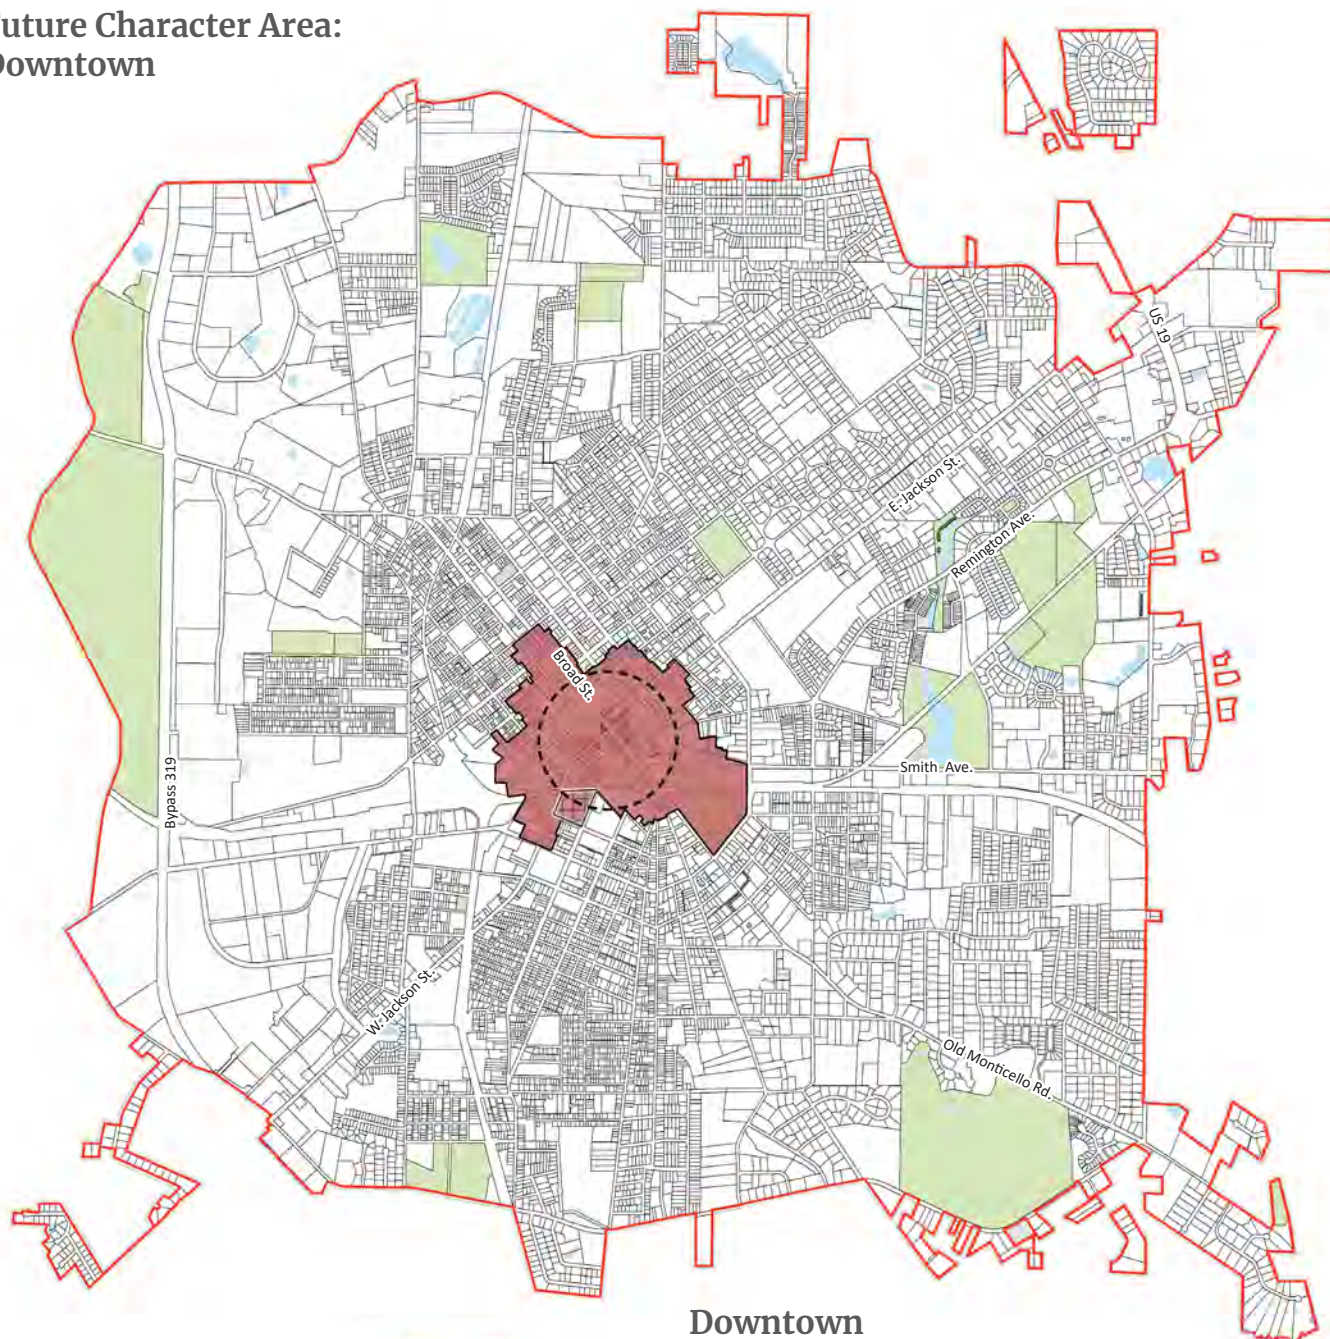 uture Character Area:
Downtown
US 19
E. Jackson St.
Remington Ave.
Broad St.
Smith Ave.
Bypass 319
W. Jackson St.
Old Monticello Rd.
Downtown